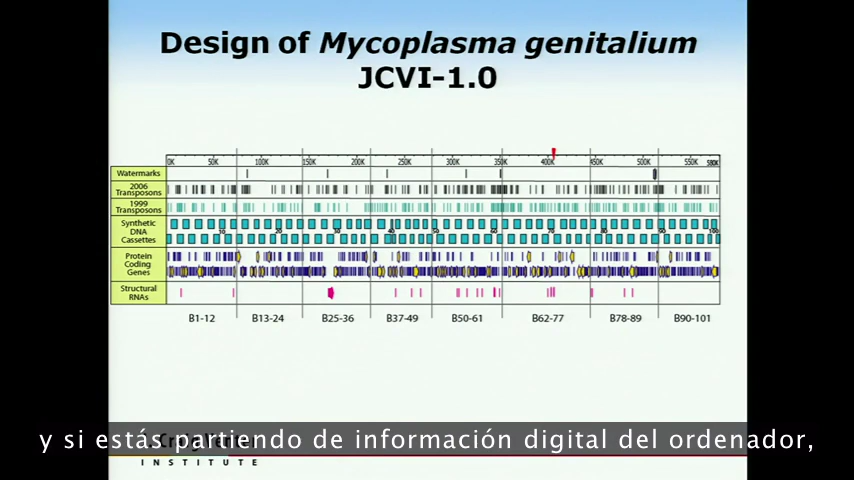 Design of Mycoplasma genitalium
JCVI-1.0
0K 50K 100K 150K 200K 250K 300K 350K 400K 450K 500K 550K 580K
Watermarks
2006
Transposons
1999
Transposons
Synthetic
DNA
Cassettes
Protein
Coding
Genes
Structural
RNAs
B1-12 B13-24 B25-36 B37-49 B50-61 B62-77 B78-89 B90-101
y si estás partiendo de información digital del ordenador,
INSTITUTE